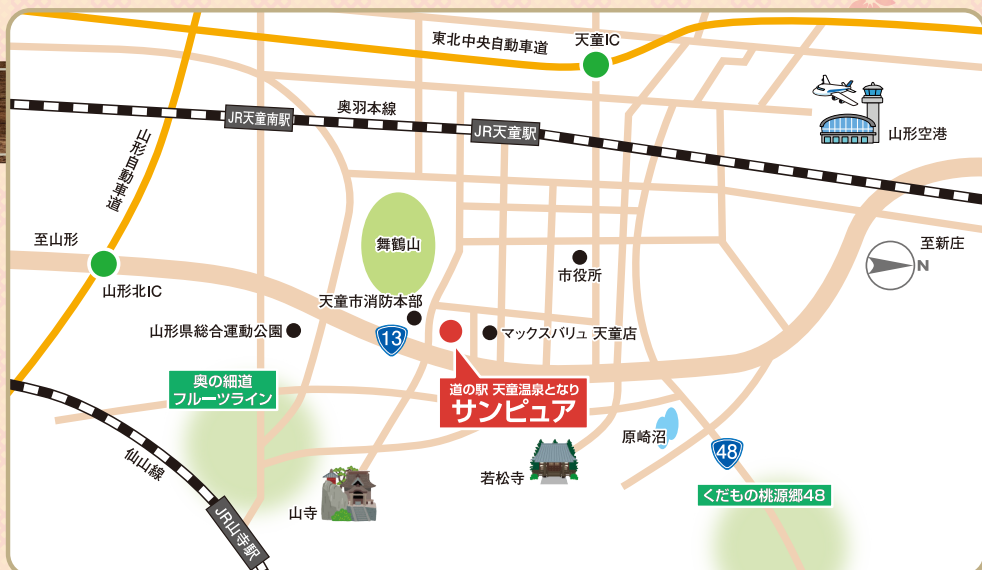 東北中央自動車道
天童IC
山形空港
奥羽本線
JR天童南駅
JR天童駅
山形自動車道
至山形
舞鶴山
至新庄
N
市役所
山形北IC
天童市消防本部
山形県総合運動公園
13
マックスバリュ 天童店
奥の細道
フルーツライン
道の駅 天童温泉となり
サンピュア
原崎沼
48
仙山線
若松寺
くだもの桃源郷48
山寺
JR山寺駅